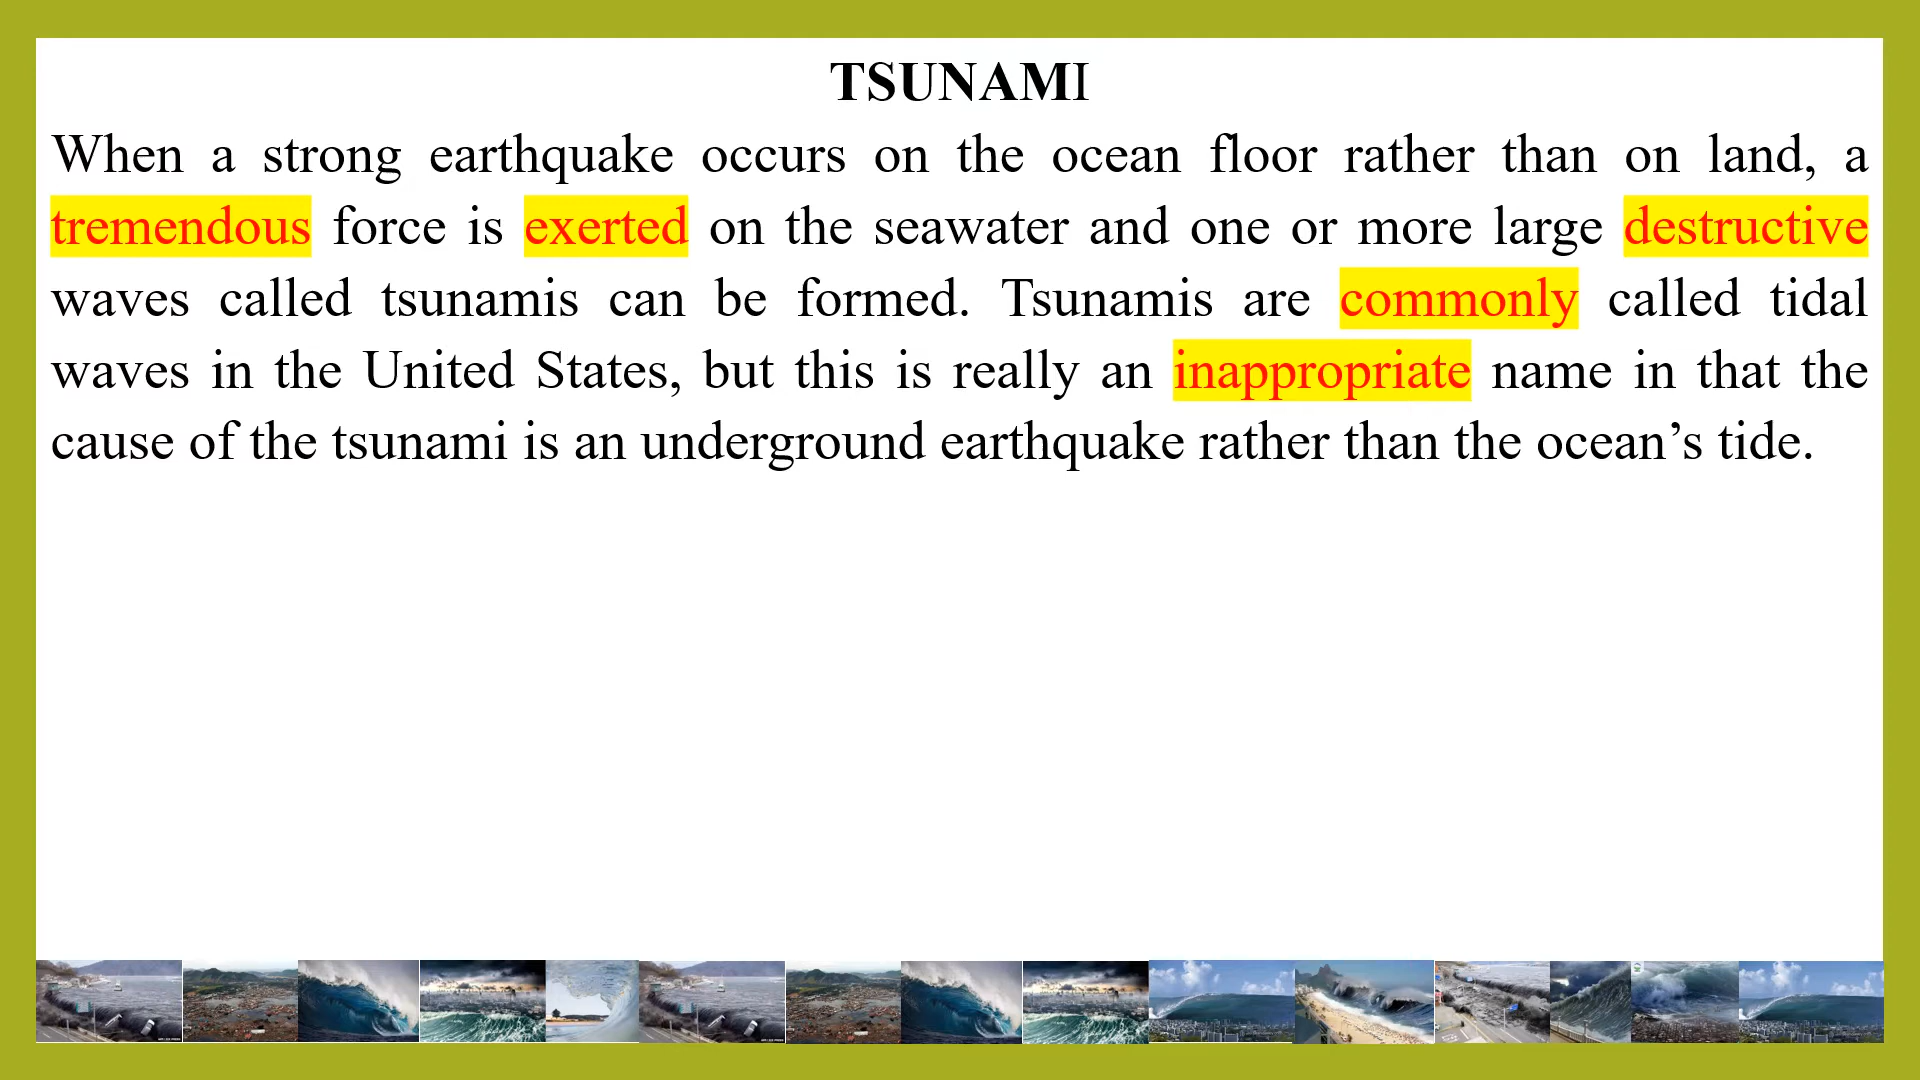 TSUNAMI
When a strong earthquake occurs on the ocean floor rather than on land, a
tremendous force is exerted on the seawater and one or more large destructive
waves called tsunamis can be formed. Tsunamis are commonly called tidal
waves in the United States, but this is really an inappropriate name in that the
cause of the tsunami is an underground earthquake rather than the ocean’s tide.